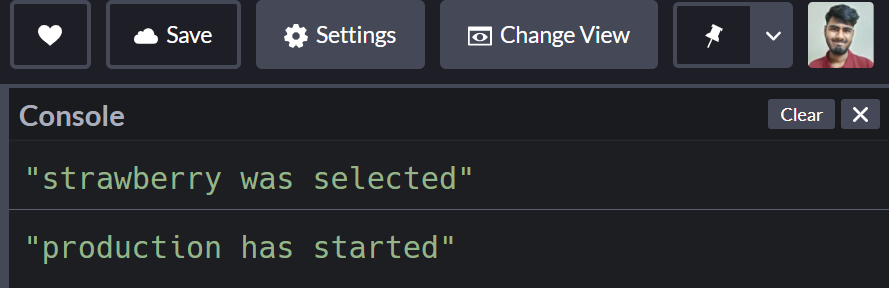 Save
Settings
Change View
Console
Clear
"strawberry was selected"
"production has started"